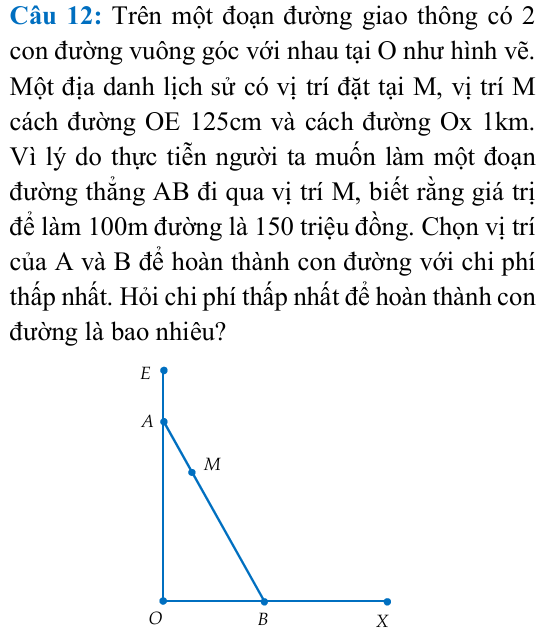 Câu 12: Trên một đoạn đường giao thông có 2
con đường vuông góc với nhau tại O như hình vẽ.
Một địa danh lịch sử có vị trí đặt tại M, vị trí M
cách đường OE 125cm và cách đường Ox 1km.
Vì lý do thực tiễn người ta muốn làm một đoạn
đường thẳng AB đi qua vị trí M, biết rằng giá trị
để làm 100m đường là 150 triệu đồng. Chọn vị trí
của A và B để hoàn thành con đường với chi phí
thấp nhất. Hỏi chi phí thấp nhất để hoàn thành con
đường là bao nhiêu?
E
A
M
O
B
X